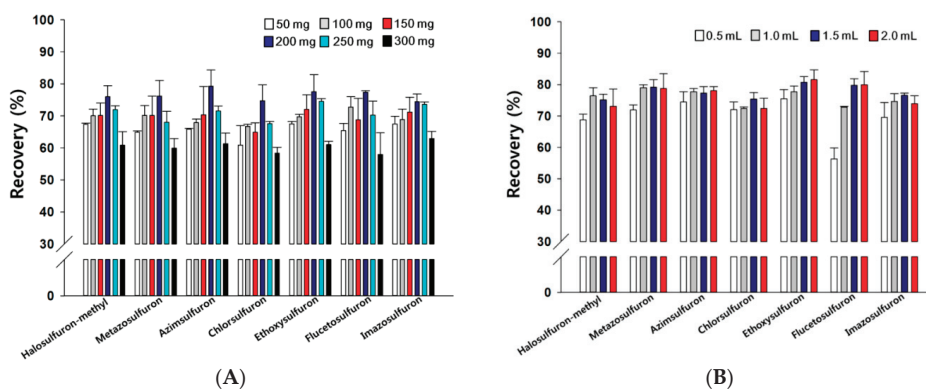 50 mg 100 mg 150 mg
200 mg 250 mg 300 mg
Recovery (%)
100
90
80
70
60
50
40
30
0
Halosulfuron-methyl
Metazosulfuron
Azimsulfuron
Chlorsulfuron
Ethoxysulfuron
Flucetosulfuron
Imazosulfuron
(A)
0.5 mL 1.0 mL 1.5 mL 2.0 mL
Recovery (%)
100
90
80
70
60
50
40
30
0
Halosulfuron-methyl
Metazosulfuron
Azimsulfuron
Chlorsulfuron
Ethoxysulfuron
Flucetosulfuron
Imazosulfuron
(B)